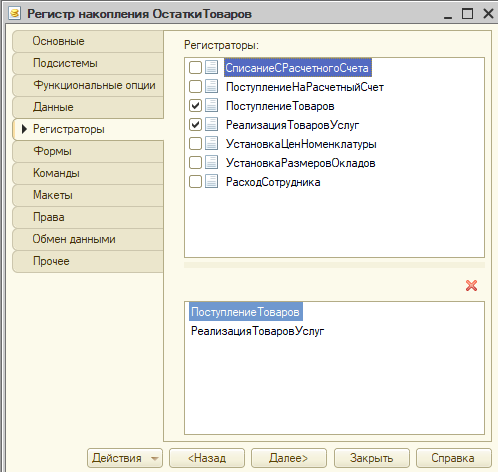 Регистр накопления ОстаткиТоваров
Основные
Подсистемы
Функциональные опции
Данные
Регистраторы
Формы
Команды
Макеты
Права
Обмен данными
Прочее
Регистраторы:
СписаниеСРасчетногоСчета
ПоступлениеНаРасчетныйСчет
ПоступлениеТоваров
РеализацияТоваровУслуг
УстановкаЦенНоменклатуры
УстановкаРазмеровОкладов
РасходСотрудника
ПоступлениеТоваров
РеализацияТоваровУслуг
Действия
<Назад
Далее>
Закрыть
Справка